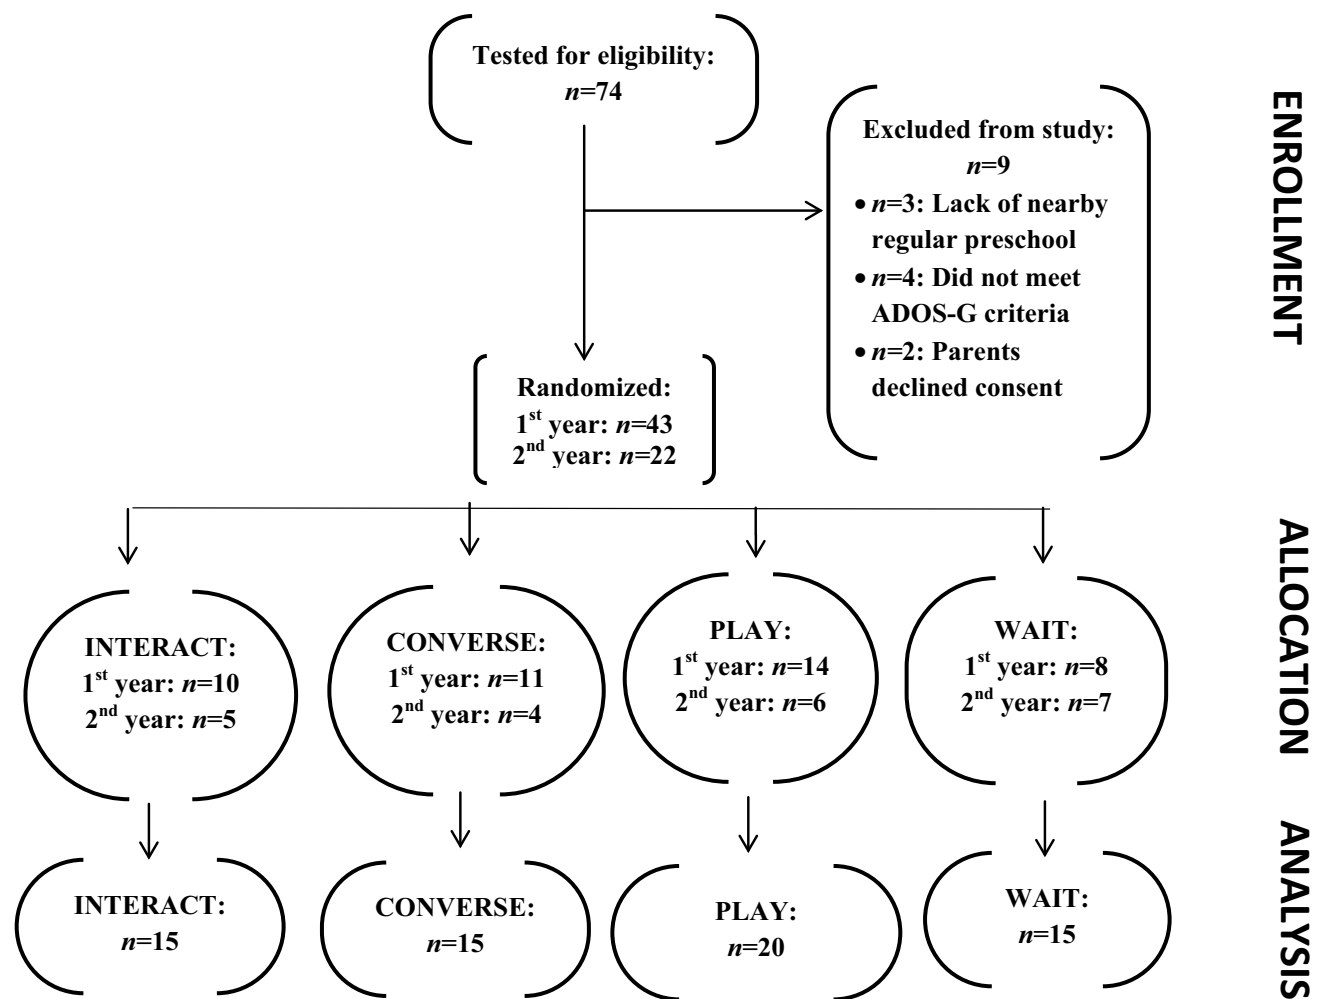 Tested for eligibility:
n=74
Excluded from study:
n=9
• n=3: Lack of nearby
regular preschool
• n=4: Did not meet
ADOS-G criteria
• n=2: Parents
declined consent
ENROLLMENT
Randomized:
1st year: n=43
2nd year: n=22
ALLOCATION
INTERACT:
1st year: n=10
2nd year: n=5
CONVERSE:
1st year: n=11
2nd year: n=4
PLAY:
1st year: n=14
2nd year: n=6
WAIT:
1st year: n=8
2nd year: n=7
ANALYSIS
INTERACT:
n=15
CONVERSE:
n=15
PLAY:
n=20
WAIT:
n=15